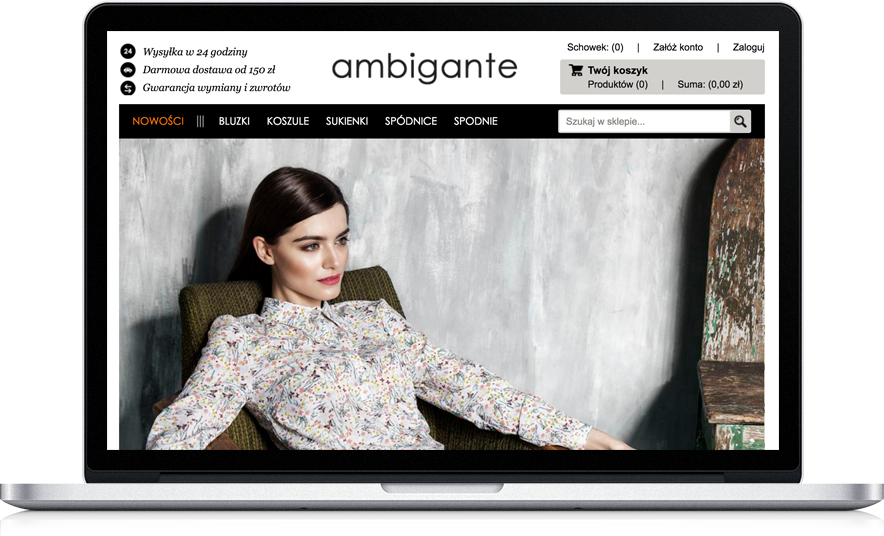 24 Wysyłka w 24 godziny
Darmowa dostawa od 150 zł
Gwarancja wymiany i zwrotów
ambigante
Schowek: (0) | Załóż konto | Zaloguj
Twój koszyk
Produktów (0) | Suma: (0,00 zł)
NOWOŚCI ||| BLUZKI KOSZULE SUKIENKI SPÓDNICE SPODNIE
Szukaj w sklepie...